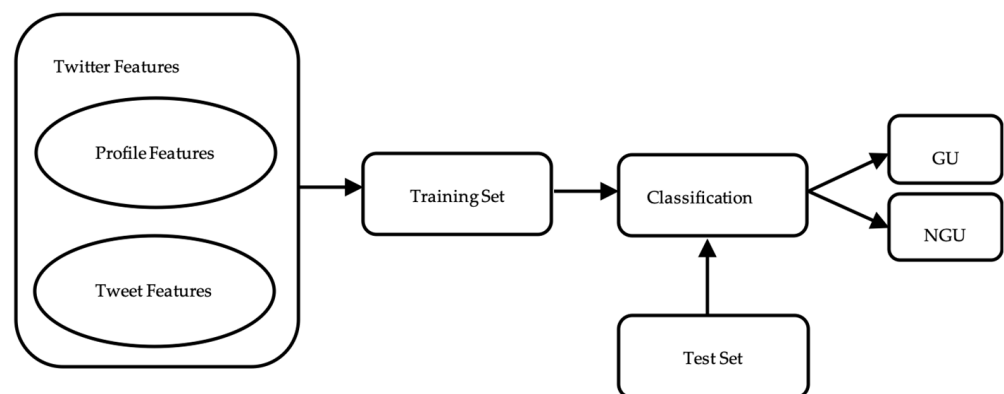 Twitter Features
Profile Features
Tweet Features
Training Set
Classification
GU
NGU
Test Set